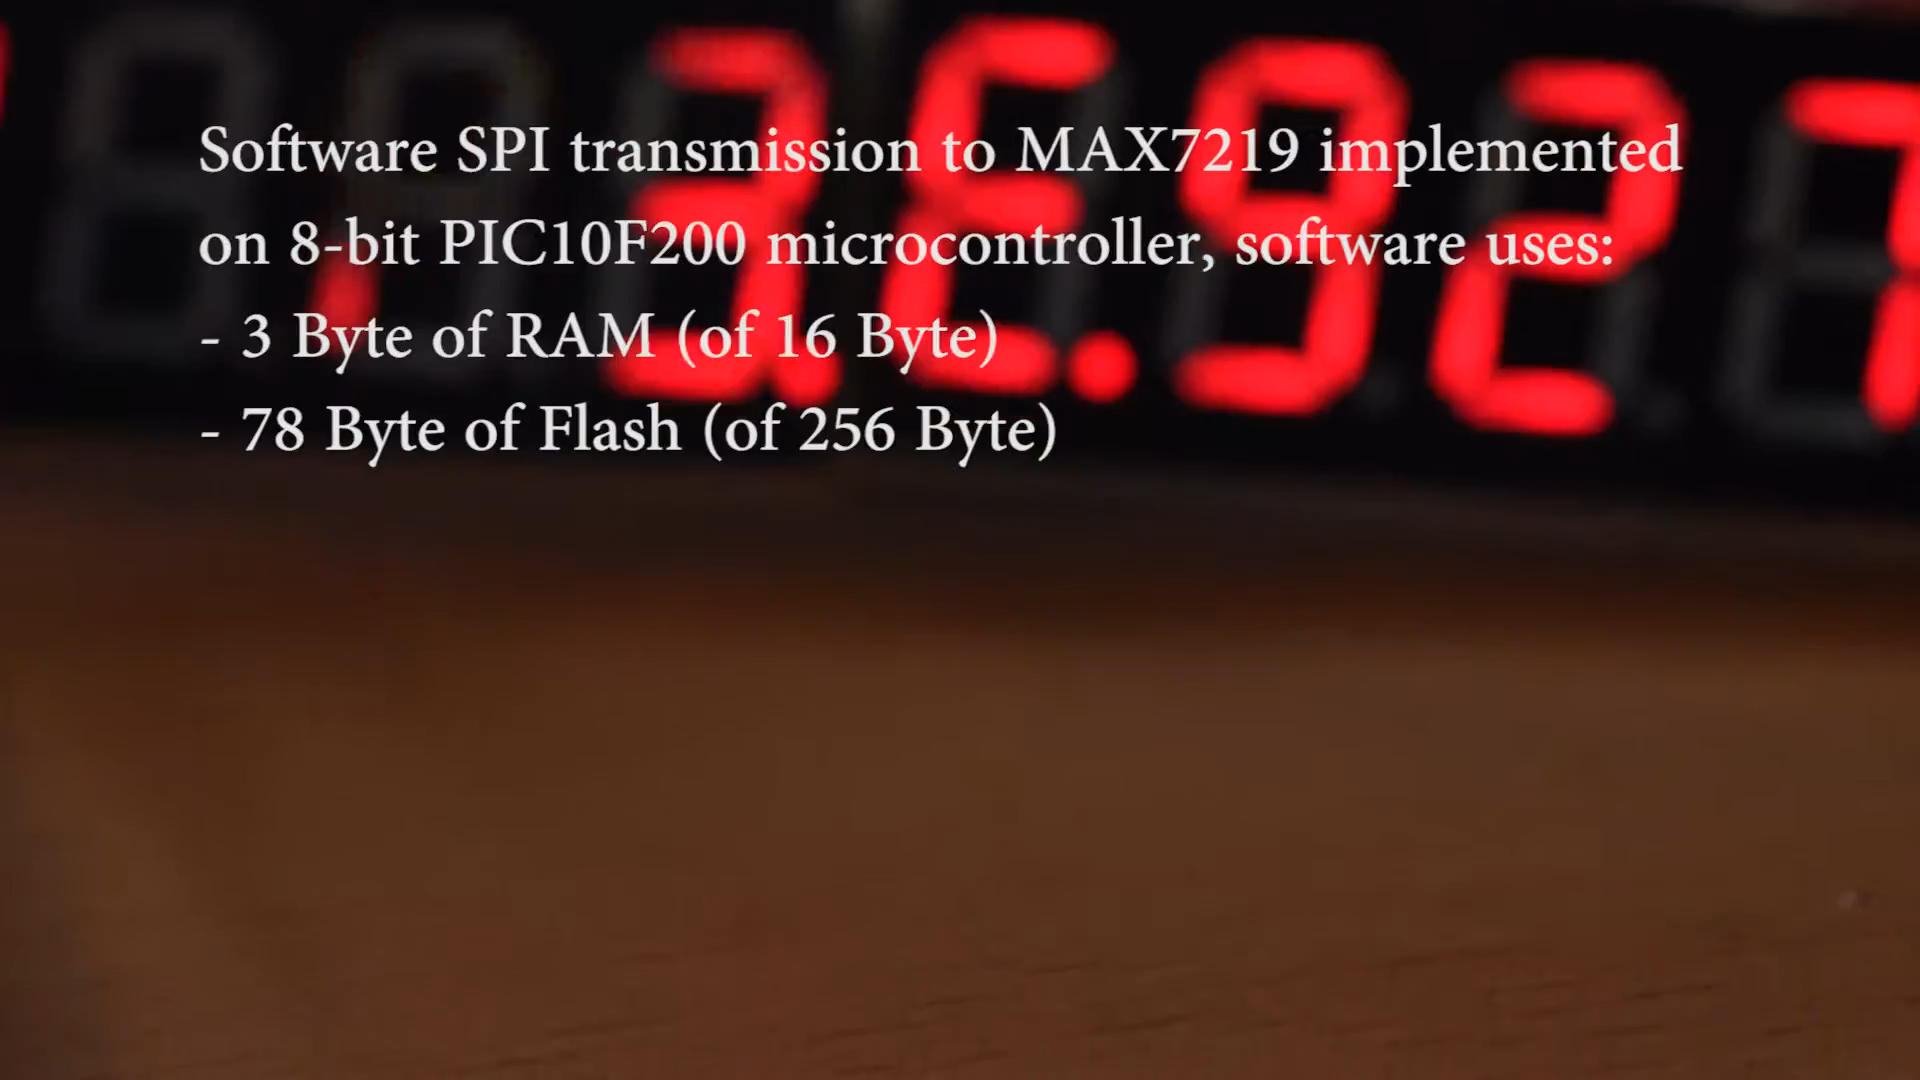 Software SPI transmission to MAX7219 implemented
on 8-bit PIC10F200 microcontroller, software uses:
- 3 Byte of RAM (of 16 Byte)
- 78 Byte of Flash (of 256 Byte)